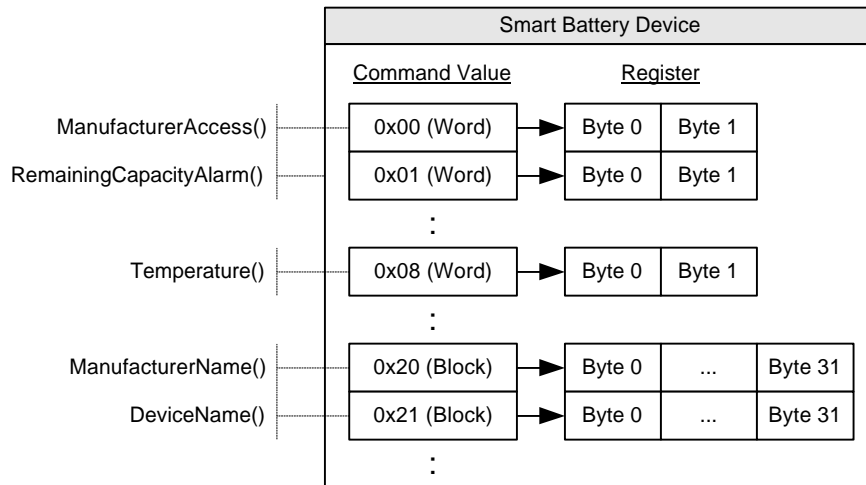 Smart Battery Device
Command Value Register
ManufacturerAccess() 0x00 (Word) Byte 0 Byte 1
RemainingCapacityAlarm() 0x01 (Word) Byte 0 Byte 1
:
Temperature() 0x08 (Word) Byte 0 Byte 1
:
ManufacturerName() 0x20 (Block) Byte 0 ... Byte 31
DeviceName() 0x21 (Block) Byte 0 ... Byte 31
: